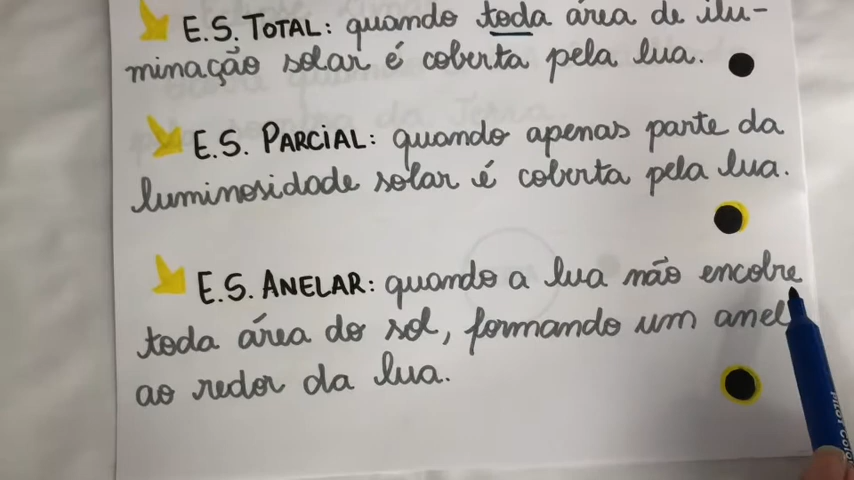 E.S. TOTAL: quando toda área de ilu-
minação solar é coberta pela lua.
E.S. PARCIAL: quando apenas parte da
luminosidade solar é coberta pela lua.
E.S. ANELAR: quando a lua não encobre
toda área do sol, formando um anel
ao redor da lua.